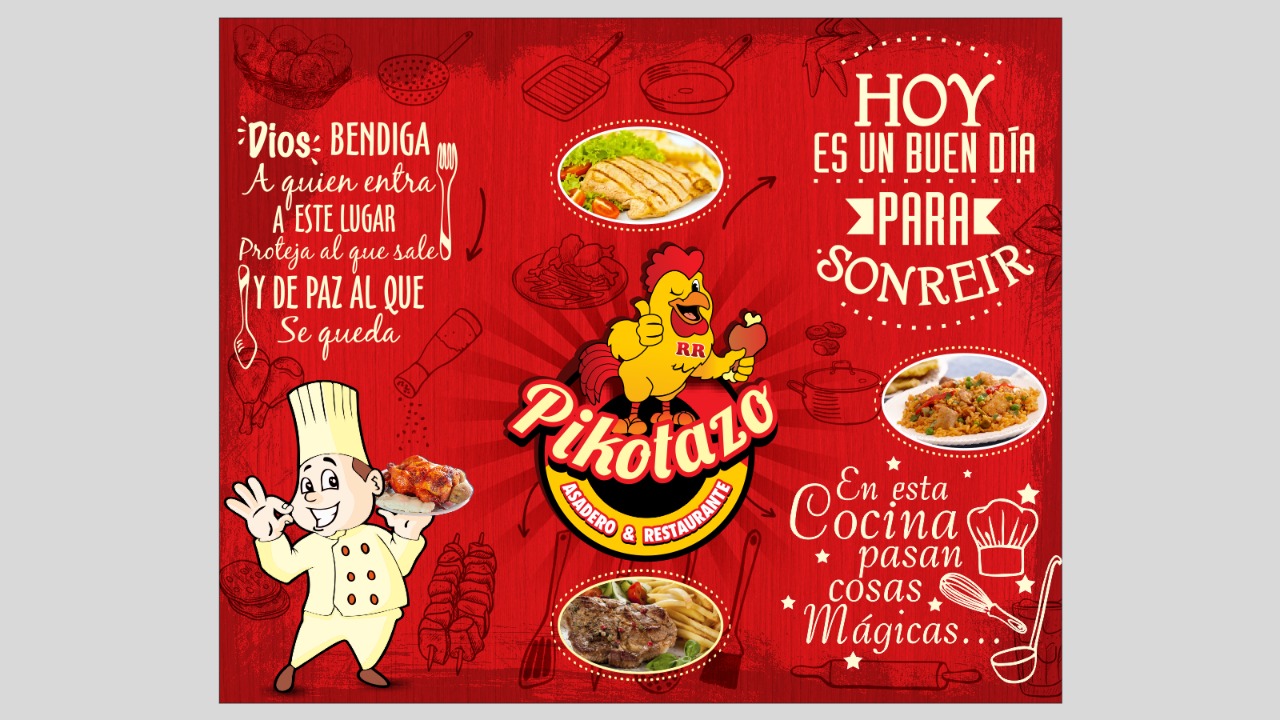 Dios BENDIGA
A quien entra
A ESTE LUGAR
Proteja al que sale
Y DE PAZ AL QUE
Se queda
HOY
ES UN BUEN DÍA
PARA
SONREIR
RR
Pikotazo
ASADERO & RESTAURANTE
En esta
Cocina
pasan
cosas
Mágicas...